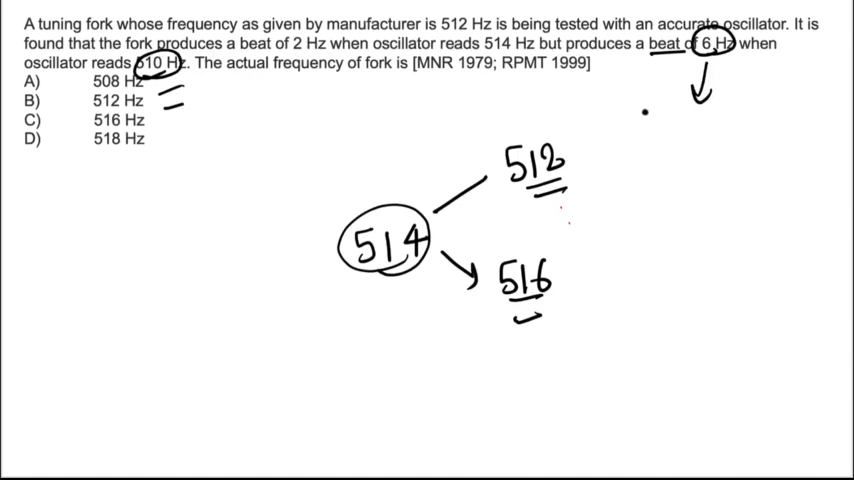 A tuning fork whose frequency as given by manufacturer is 512 Hz is being tested with an accurate oscillator. It is
found that the fork produces a beat of 2 Hz when oscillator reads 514 Hz but produces a beat of 6 Hz when
oscillator reads 510 Hz. The actual frequency of fork is [MNR 1979; RPMT 1999]
A) 508 Hz
B) 512 Hz
C) 516 Hz
D) 518 Hz
512
514
516